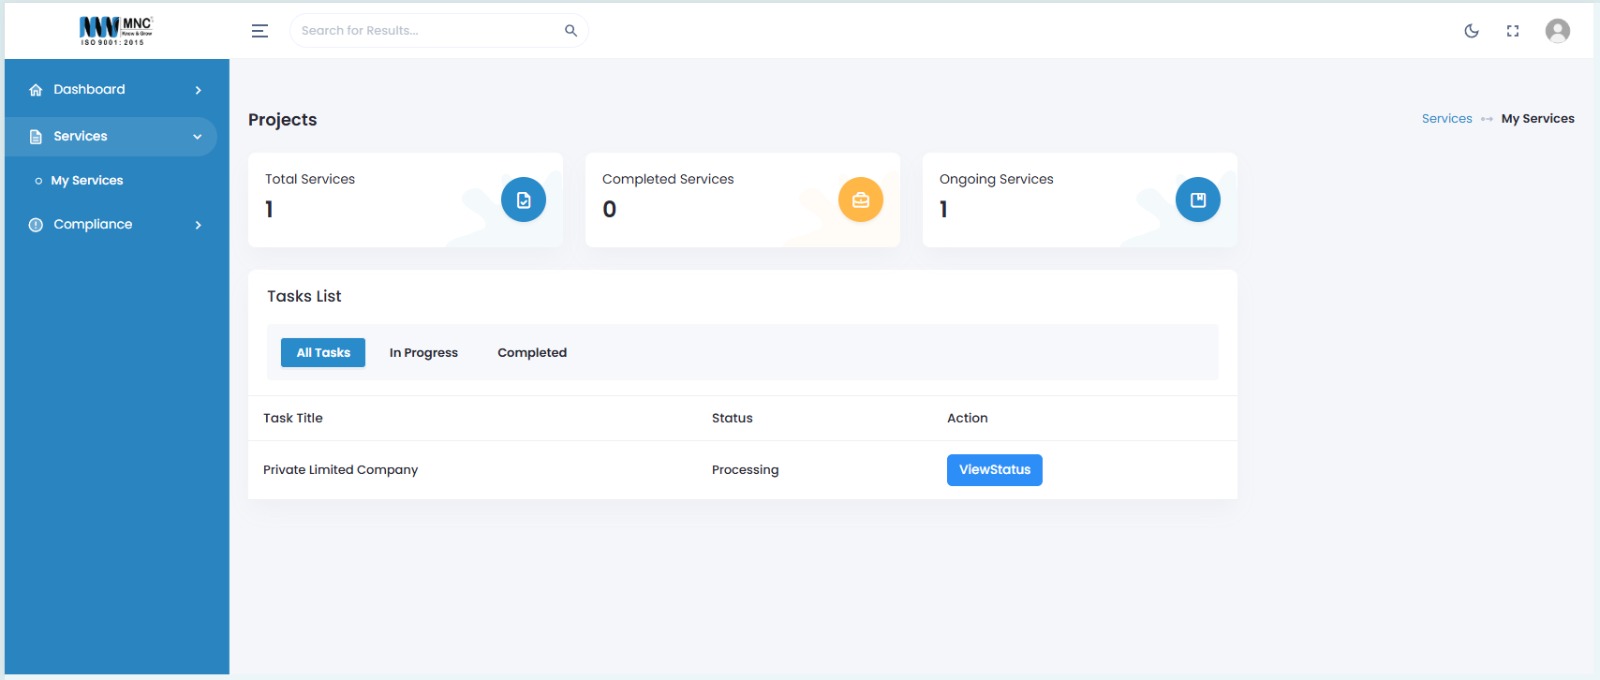 MNC
Know & Grow
ISO 9001: 2015
Search for Results...
Dashboard
Services
My Services
Compliance
Projects
Services My Services
Total Services
1
Completed Services
0
Ongoing Services
1
Tasks List
All Tasks In Progress Completed
Task Title Status Action
Private Limited Company Processing ViewStatus